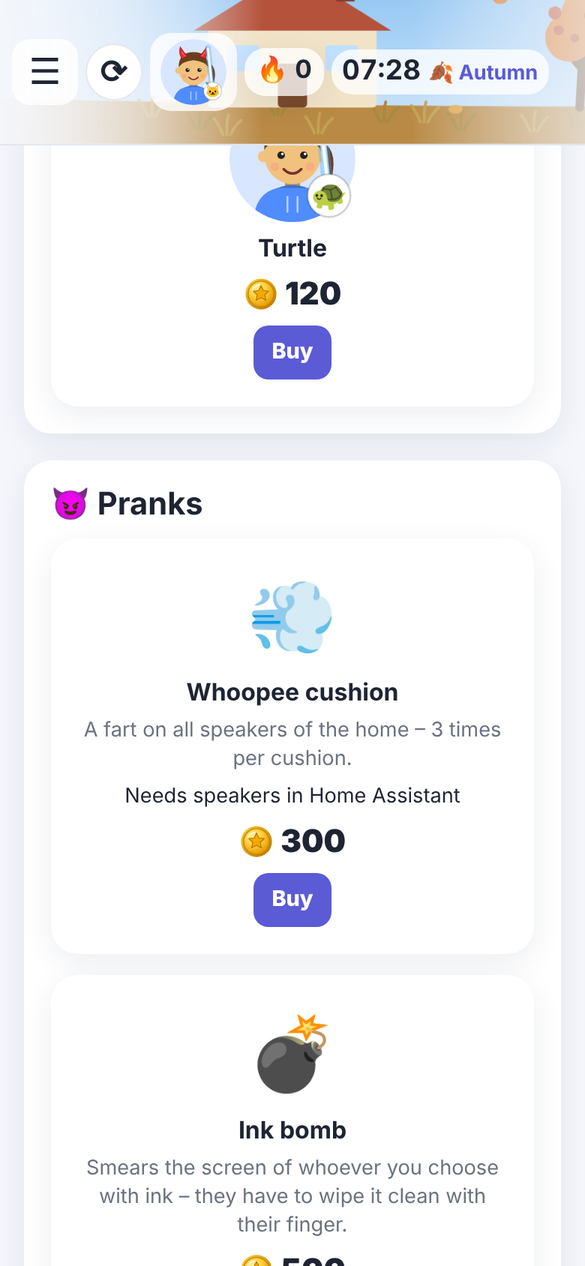 0
07:28
Autumn
Turtle
120
Buy
Pranks
Whoopee cushion
A fart on all speakers of the home – 3 times
per cushion.
Needs speakers in Home Assistant
300
Buy
Ink bomb
Smears the screen of whoever you choose
with ink – they have to wipe it clean with
their finger.